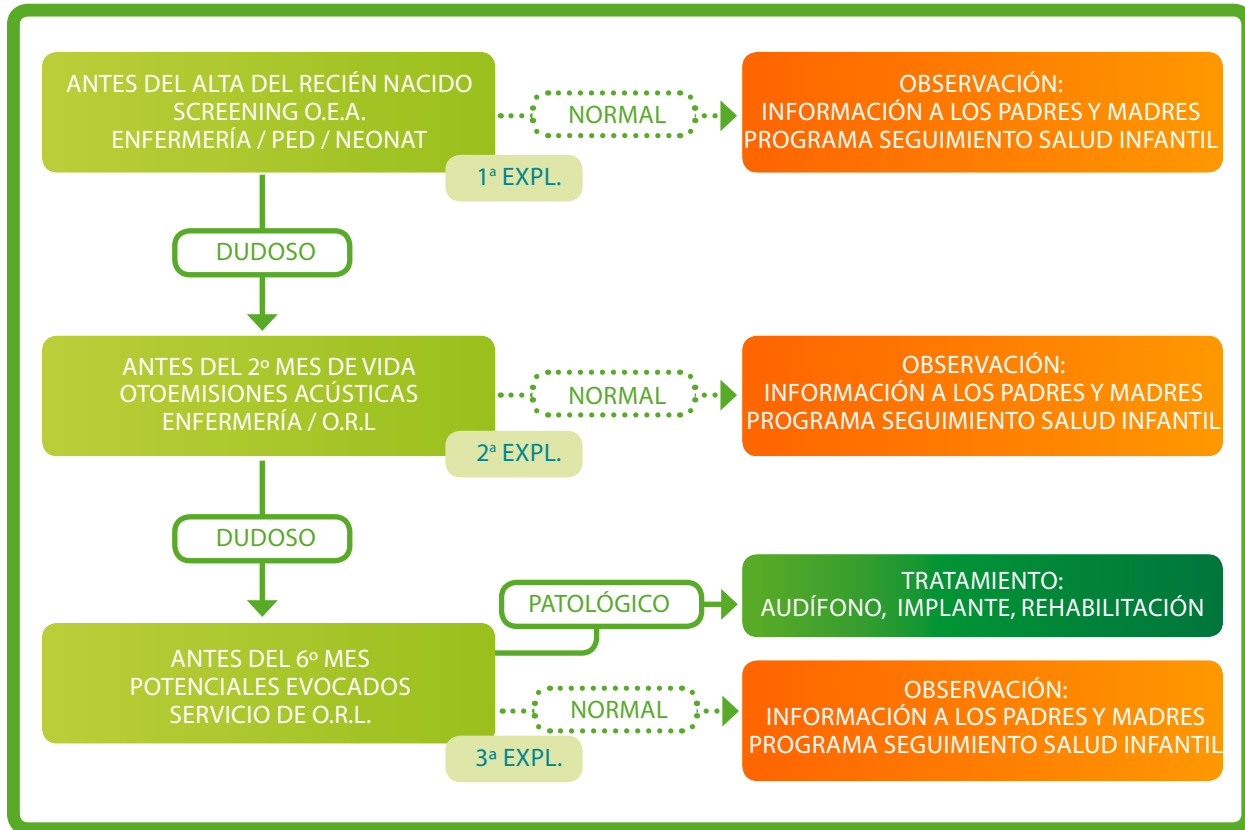 ANTES DEL ALTA DEL RECIÉN NACIDO
SCREENING O.E.A.
ENFERMERÍA / PED / NEONAT
1ª EXPL.
NORMAL
OBSERVACIÓN:
INFORMACIÓN A LOS PADRES Y MADRES
PROGRAMA SEGUIMIENTO SALUD INFANTIL
DUDOSO
ANTES DEL 2º MES DE VIDA
OTOEMISIONES ACÚSTICAS
ENFERMERÍA / O.R.L
2ª EXPL.
NORMAL
OBSERVACIÓN:
INFORMACIÓN A LOS PADRES Y MADRES
PROGRAMA SEGUIMIENTO SALUD INFANTIL
DUDOSO
ANTES DEL 6º MES
POTENCIALES EVOCADOS
SERVICIO DE O.R.L.
3ª EXPL.
PATOLÓGICO
TRATAMIENTO:
AUDÍFONO, IMPLANTE, REHABILITACIÓN
NORMAL
OBSERVACIÓN:
INFORMACIÓN A LOS PADRES Y MADRES
PROGRAMA SEGUIMIENTO SALUD INFANTIL